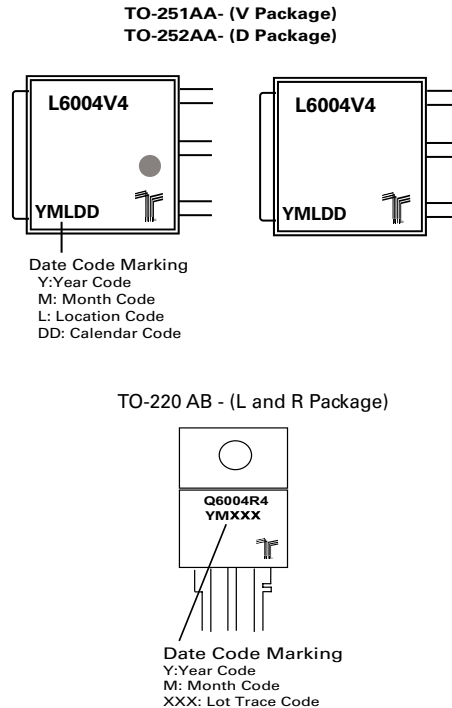 TO-251AA- (V Package)
TO-252AA- (D Package)
L6004V4
YMLDD
L6004V4
YMLDD
Date Code Marking
Y:Year Code
M: Month Code
L: Location Code
DD: Calendar Code
TO-220 AB - (L and R Package)
Q6004R4
YMXXX
Date Code Marking
Y:Year Code
M: Month Code
XXX: Lot Trace Code